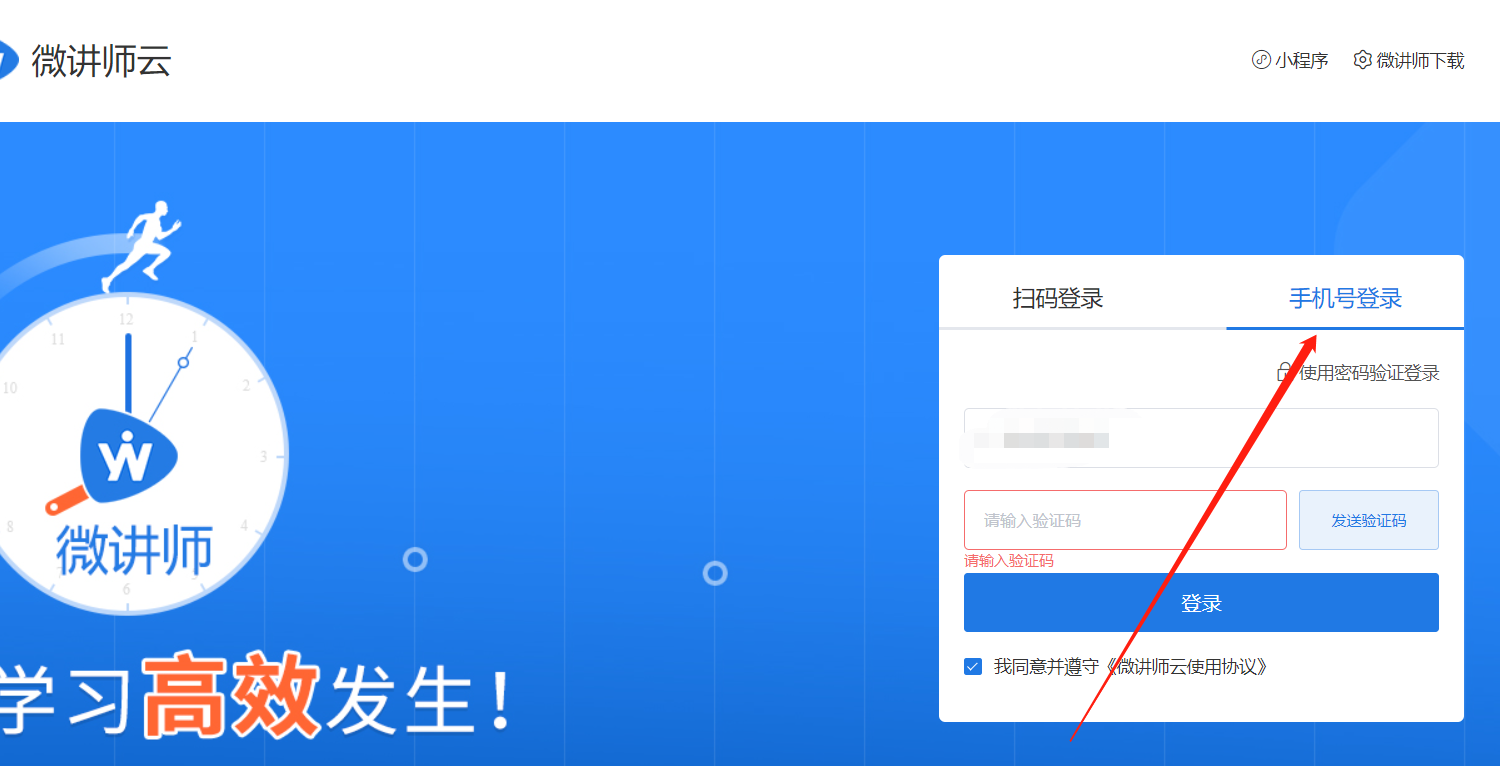 微讲师云
小程序
微讲师下载
扫码登录
手机号登录
使用密码验证登录
请输入验证码
发送验证码
请输入验证码
登录
我同意并遵守《微讲师云使用协议》
12
11
1
10
2
3
8
4
6
微讲师
学习高效发生!